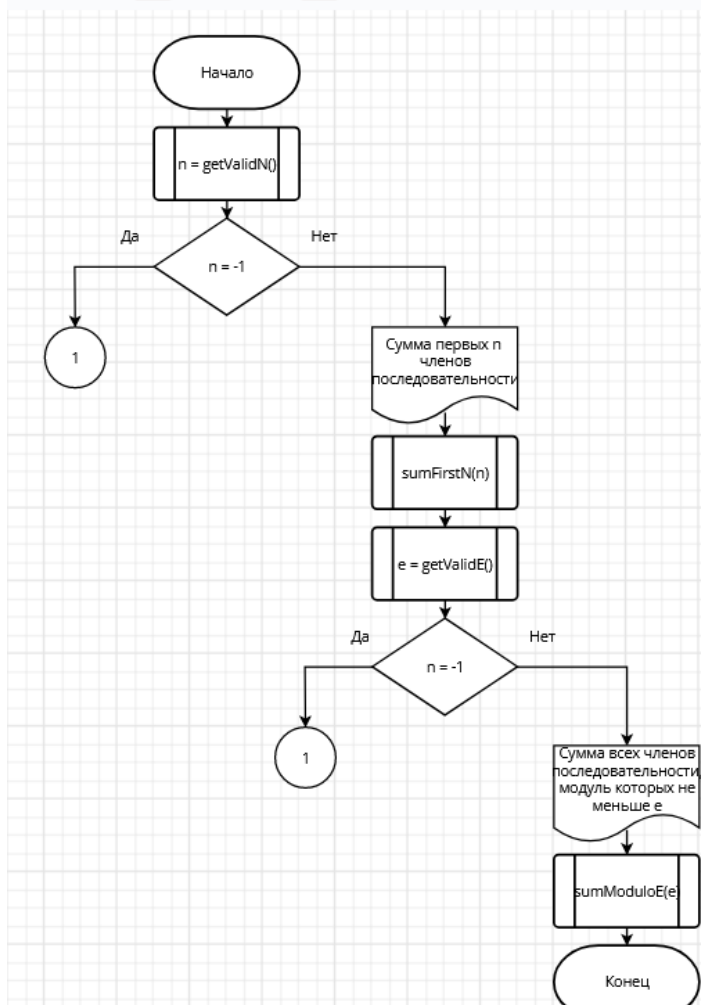 Начало
n = getValidN()
Да
Нет
n = -1
1
Сумма первых n
членов
последовательности
sumFirstN(n)
e = getValidE()
Да
Нет
n = -1
1
Сумма всех членов
последовательности,
модуль которых не
меньше е
sumModuloE(e)
Конец